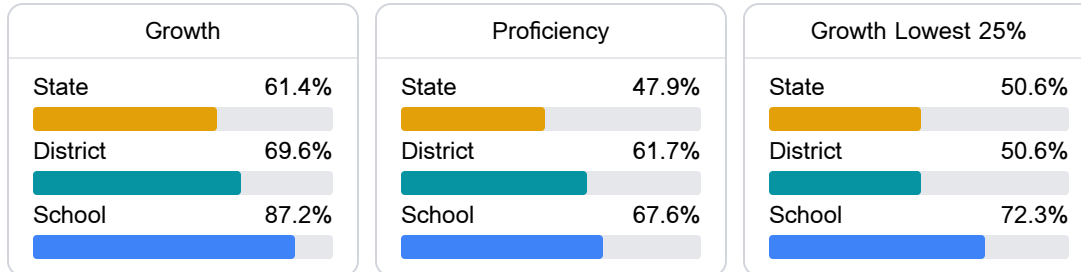 Growth
State 61.4%
District 69.6%
School 87.2%
Proficiency
State 47.9%
District 61.7%
School 67.6%
Growth Lowest 25%
State 50.6%
District 50.6%
School 72.3%